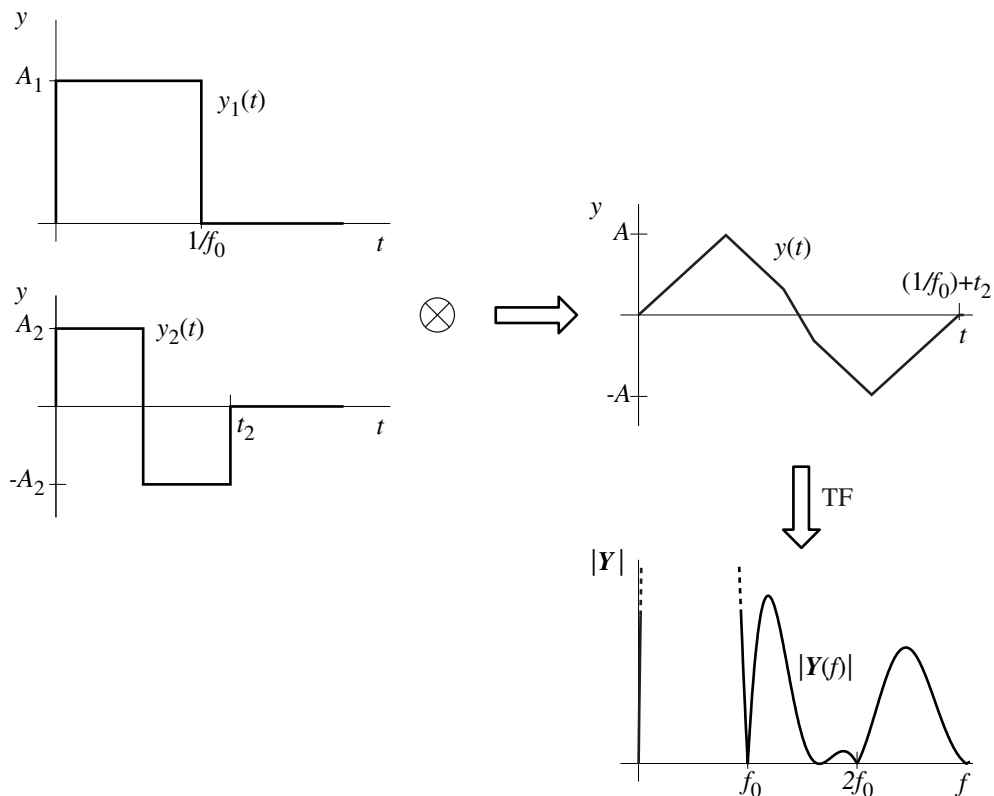 y
A₁
y₁(t)
1/f₀
t
y
A₂
y₂(t)
t₂
t
-A₂
y
A
y(t)
(1/f₀)+t₂
t
-A
TF
|Y|
|Y(f)|
f₀
2f₀
f